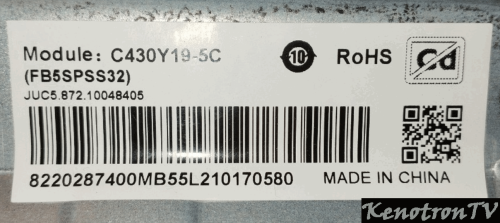 Module: C430Y19-5C
(FB5SPSS32)
JUC5.872.10048405
10
RoHS
Cd
8220287400MB55L210170580
MADE IN CHINA
KenotronTV